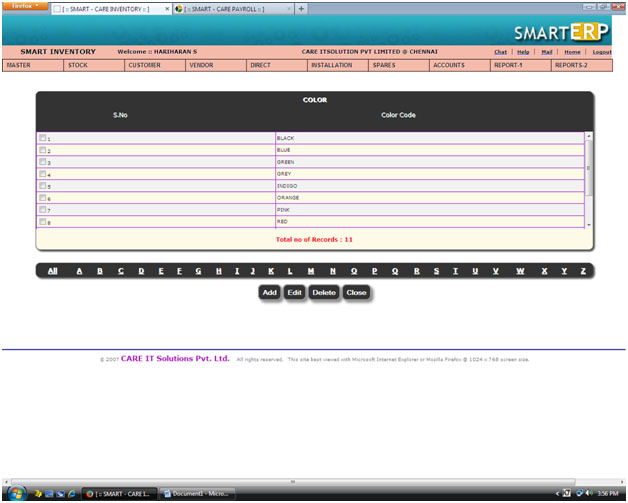 firefox
[ :: SMART - CARE INVENTORY :: ] × [ :: SMART - CARE PAYROLL :: ] × +
SMARTERP
SMART INVENTORY Welcome :: HARIHARAN S CARE ITSOLUTION PVT LIMITED @ CHENNAI Chat | Help | Mail | Home | Logout
MASTER STOCK CUSTOMER VENDOR DIRECT INSTALLATION SPARES ACCOUNTS REPORT-1 REPORTS-2
COLOR
S.No Color Code
1 BLACK
2 BLUE
3 GREEN
4 GREY
5 INDIGO
6 ORANGE
7 PINK
8 RED
Total no of Records : 11
All A B C D E F G H I J K L M N O P Q R S T U V W X Y Z
Add Edit Delete Close
© 2007 CARE IT Solutions Pvt. Ltd. All rights reserved. This site best viewed with Microsoft Internet Explorer or Mozilla Firefox @ 1024 x 768 screen size.
[ :: SMART - CARE I... Document1 - Micro... 3:56 PM